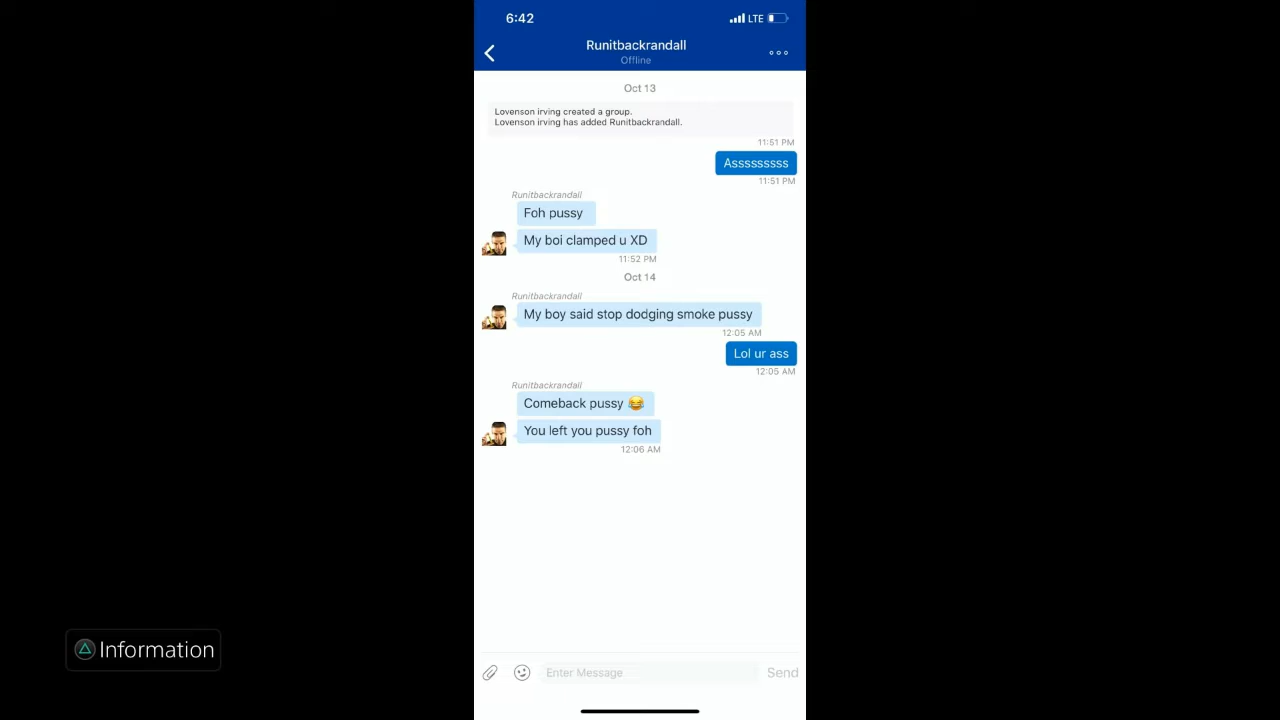 6:42
LTE
Runitbackrandall
Offline
Oct 13
Lovenson irving created a group.
Lovenson irving has added Runitbackrandall.
11:51 PM
Asssssssss
11:51 PM
Runitbackrandall
Foh pussy
My boi clamped u XD
11:52 PM
Oct 14
Runitbackrandall
My boy said stop dodging smoke pussy
12:05 AM
Lol ur ass
12:05 AM
Runitbackrandall
Comeback pussy 😂
You left you pussy foh
12:06 AM
Information
Enter Message
Send